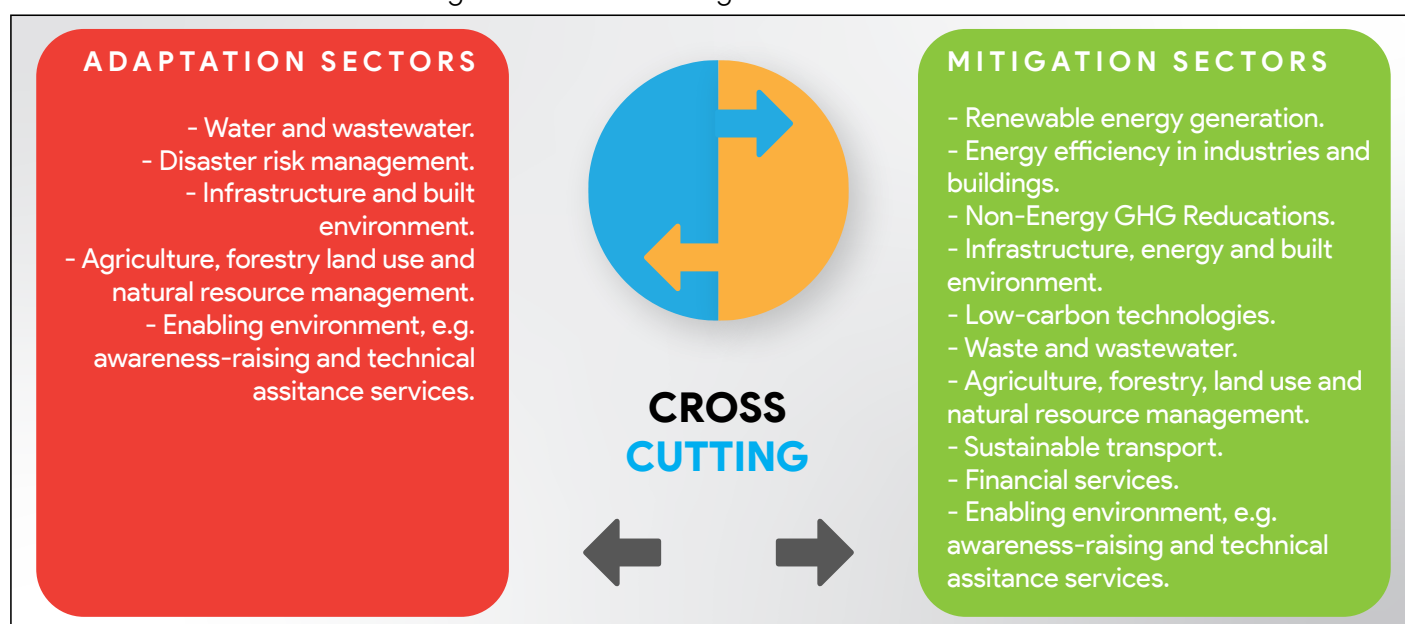 ADAPTATION SECTORS
- Water and wastewater.
- Disaster risk management.
- Infrastructure and built
environment.
- Agriculture, forestry land use and
natural resource management.
- Enabling environment, e.g.
awareness-raising and technical
assitance services.
CROSS
CUTTING
MITIGATION SECTORS
- Renewable energy generation.
- Energy efficiency in industries and
buildings.
- Non-Energy GHG Reducations.
- Infrastructure, energy and built
environment.
- Low-carbon technologies.
- Waste and wastewater.
- Agriculture, forestry, land use and
natural resource management.
- Sustainable transport.
- Financial services.
- Enabling environment, e.g.
awareness-raising and technical
assitance services.